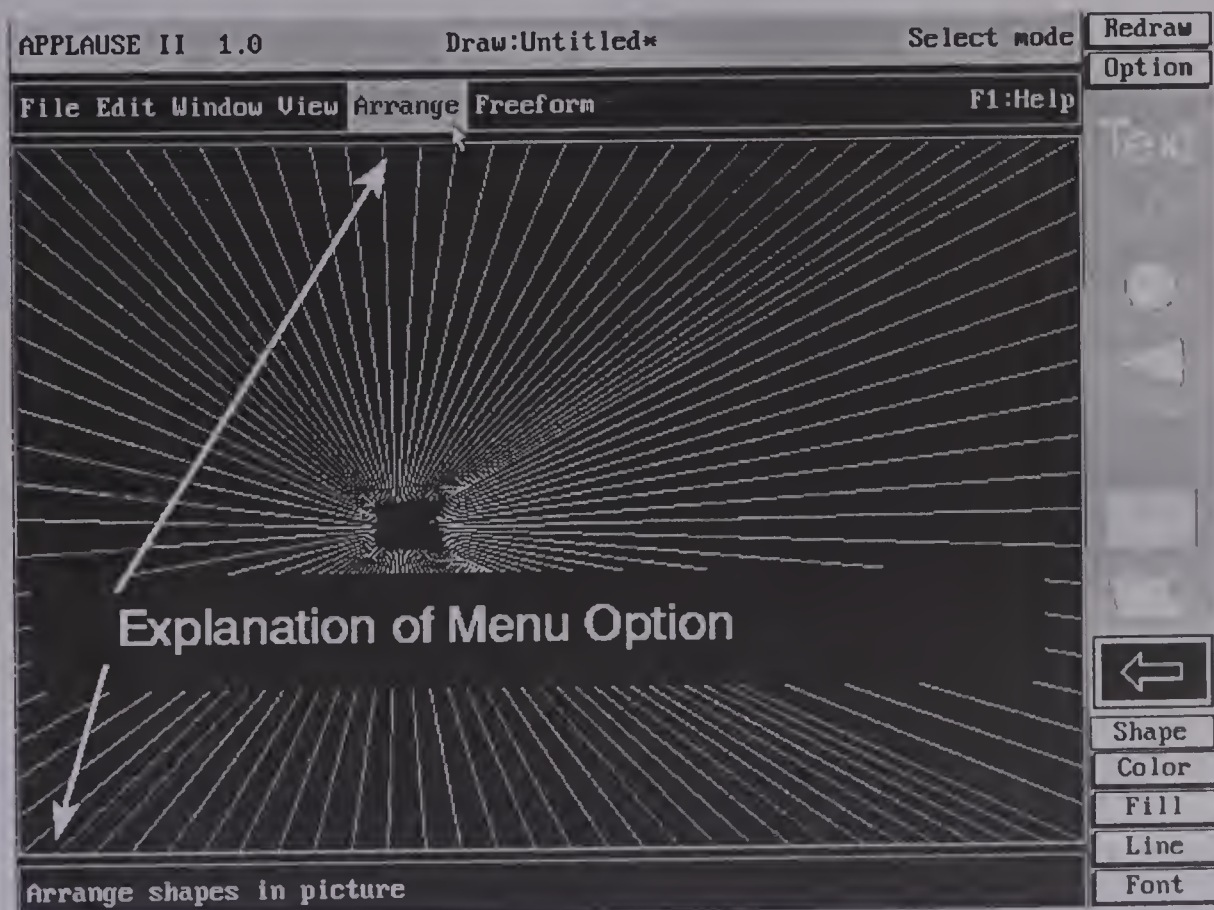 APPLAUSE II 1.0 Draw:Untitled* Select mode
Redraw
Option
File Edit Window View Arrange Freeform F1:Help
Text
Explanation of Menu Option
Shape
Color
Fill
Line
Font
Arrange shapes in picture